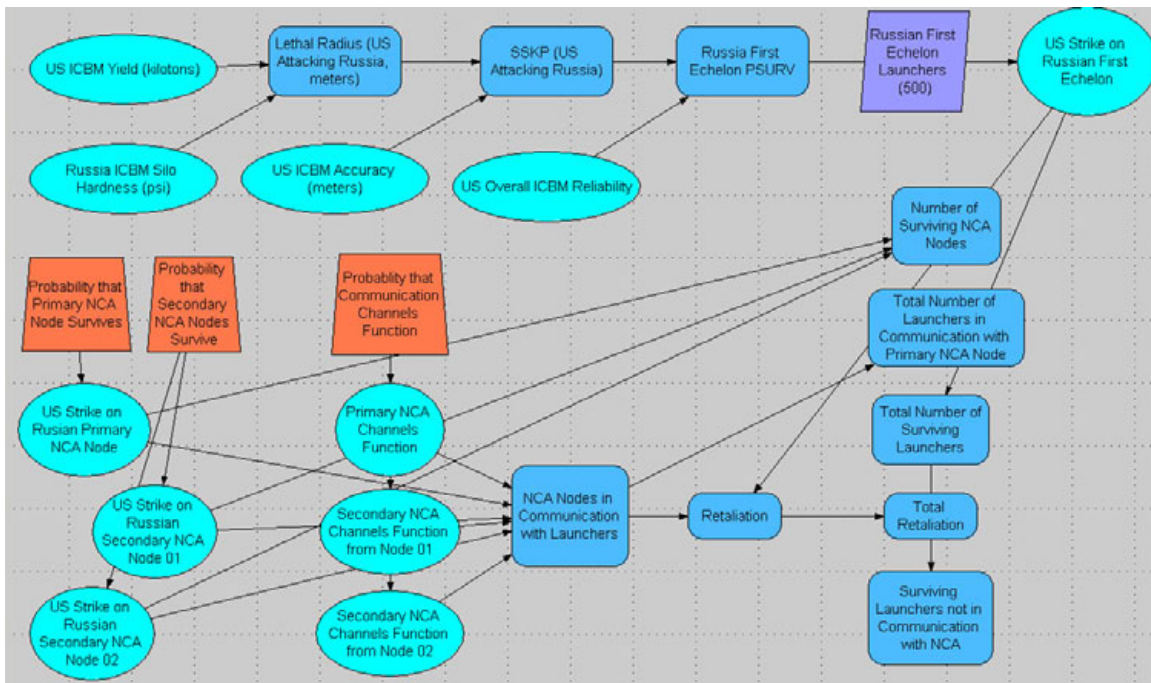 US ICBM Yield (kilotons)
Lethal Radius (US
Attacking Russia,
meters)
SSKP (US
Attacking Russia)
Russia First
Echelon PSURV
Russian First
Echelon
Launchers
(500)
US Strike on
Russian First
Echelon
Russia ICBM Silo
Hardness (psi)
US ICBM Accuracy
(meters)
US Overall ICBM Reliability
Number of
Surviving NCA
Nodes
Probability that
Primary NCA
Node Survives
Probability
that
Secondary
NCA Nodes
Survive
Probablity that
Communication
Channels
Function
Total Number of
Launchers in
Communication with
Primary NCA Node
US Strike on
Rusian Primary
NCA Node
Primary NCA
Channels
Function
Total Number of
Surviving
Launchers
US Strike on
Russian
Secondary NCA
Node 01
Secondary NCA
Channels Function
from Node 01
NCA Nodes in
Communication
with Launchers
Retaliation
Total
Retaliation
US Strike on
Russian
Secondary NCA
Node 02
Secondary NCA
Channels Function
from Node 02
Surviving
Launchers not in
Communication
with NCA